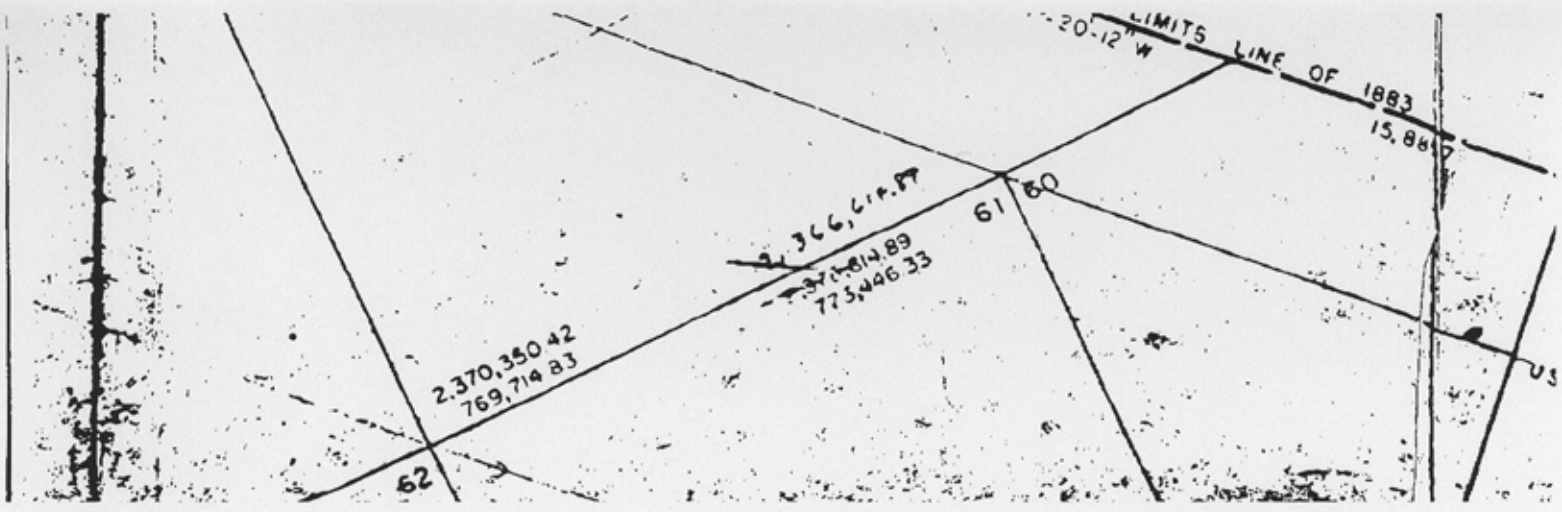 LIMITS LINE OF 1883
20-12" W
15,8857
60
61
773,446.33
2.370,350.42
769,714.83
62
US